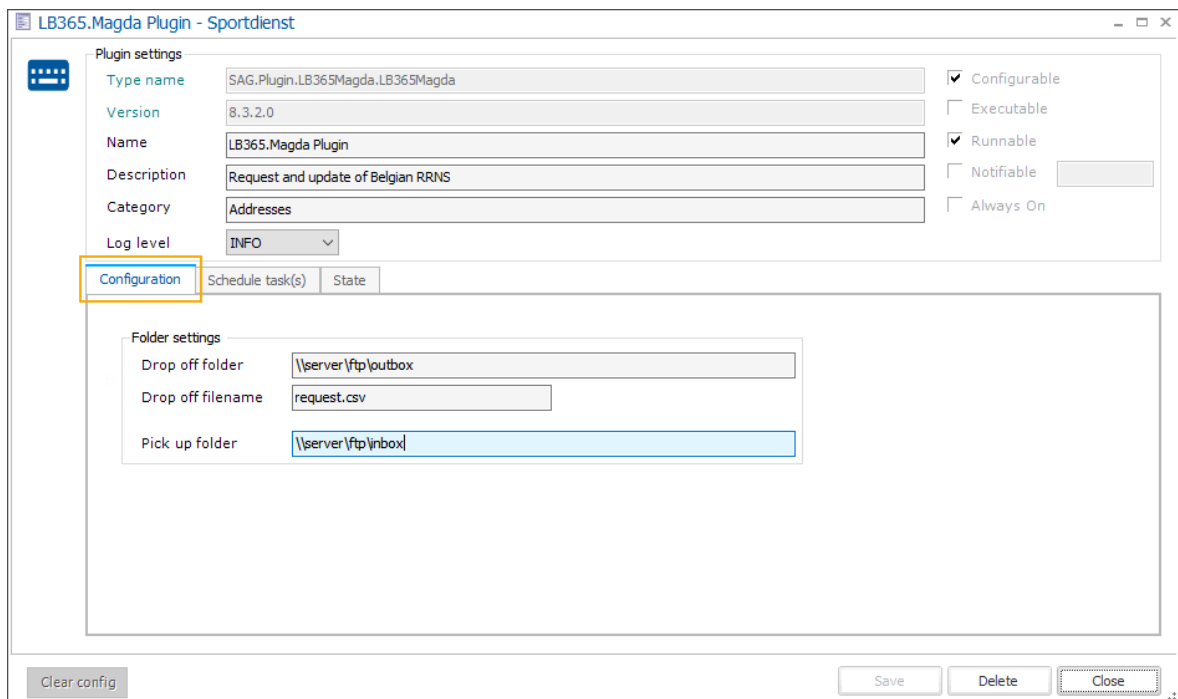 LB365.Magda Plugin - Sportdienst
Plugin settings
Type name SAG.Plugin.LB365Magda.LB365Magda Configurable
Version 8.3.2.0 Executable
Name LB365.Magda Plugin Runnable
Description Request and update of Belgian RRNS Notifiable
Category Addresses Always On
Log level INFO
Configuration Schedule task(s) State
Folder settings
Drop off folder \\server\ftp\outbox
Drop off filename request.csv
Pick up folder \\server\ftp\inbox
Clear config Save Delete Close